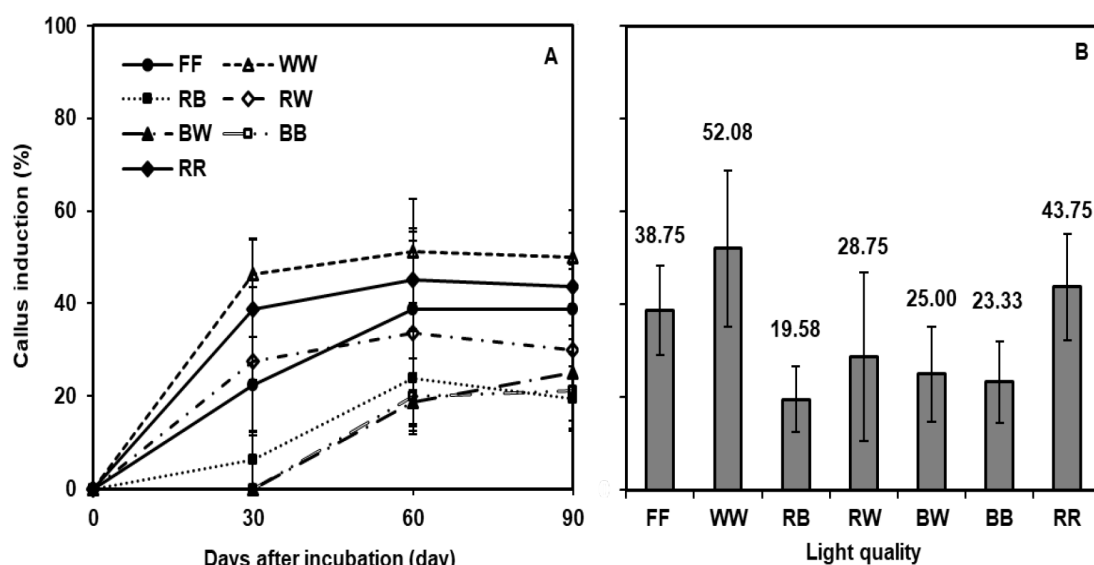 A
FF WW
RB RW
BW BB
RR
Callus induction (%)
100
80
60
40
20
0
0 30 60 90
Days after incubation (day)
B
38.75
52.08
19.58
28.75
25.00
23.33
43.75
FF WW RB RW BW BB RR
Light quality